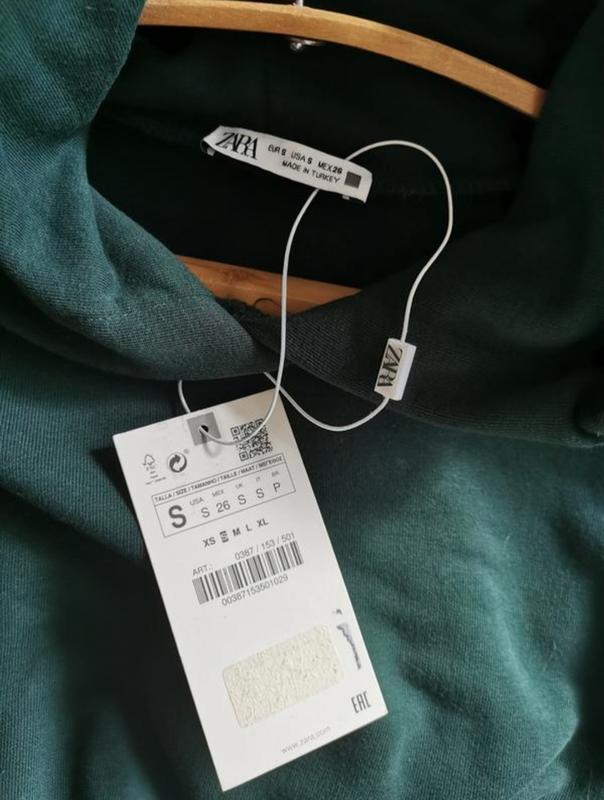 ZARA
EUR S USA S MEX 26
MADE IN TURKEY
ZARA
TALLA / SIZE / TAMANHO / TAILLE / MAAT / ΜΕΓΕΘΟΣ
USA MEX UK IT BR
S S 26 S S P
XS S M L XL
ART.: 0387 / 153 / 501
00387153501029
EAC
www.zara.com